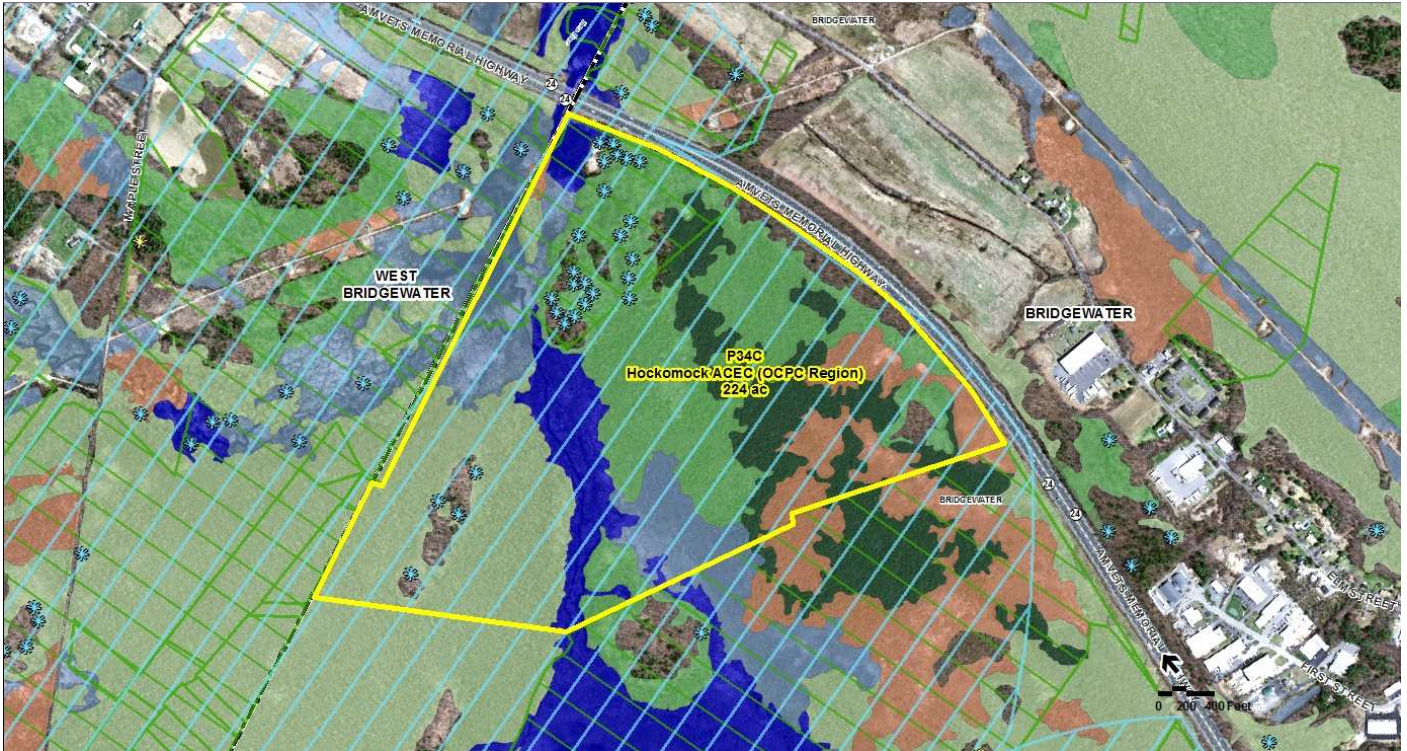 BRIDGEWATER
AMVETS MEMORIAL HIGHWAY
24
24
MAPLE STREET
AMVETS MEMORIAL HIGHWAY
WEST
BRIDGEWATER
BRIDGEWATER
P34C
Hockomock ACEC (OCPC Region)
224 ac
BRIDGEWATER
24
24
AMVETS MEMORIAL
ELM STREET
FIRST STREET
0 200 400 Feet